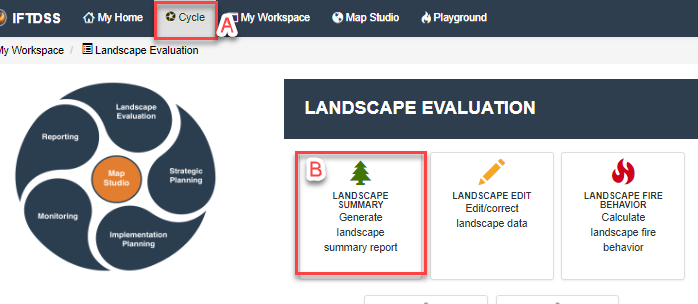 IFTDSS My Home Cycle A My Workspace Map Studio Playground
My Workspace / Landscape Evaluation
LANDSCAPE EVALUATION
Landscape
Evaluation
Reporting
Strategic
Planning
Map
Studio
Monitoring
Implementation
Planning
B
LANDSCAPE
SUMMARY
Generate
landscape
summary report
LANDSCAPE EDIT
Edit/correct
landscape data
LANDSCAPE FIRE
BEHAVIOR
Calculate
landscape fire
behavior